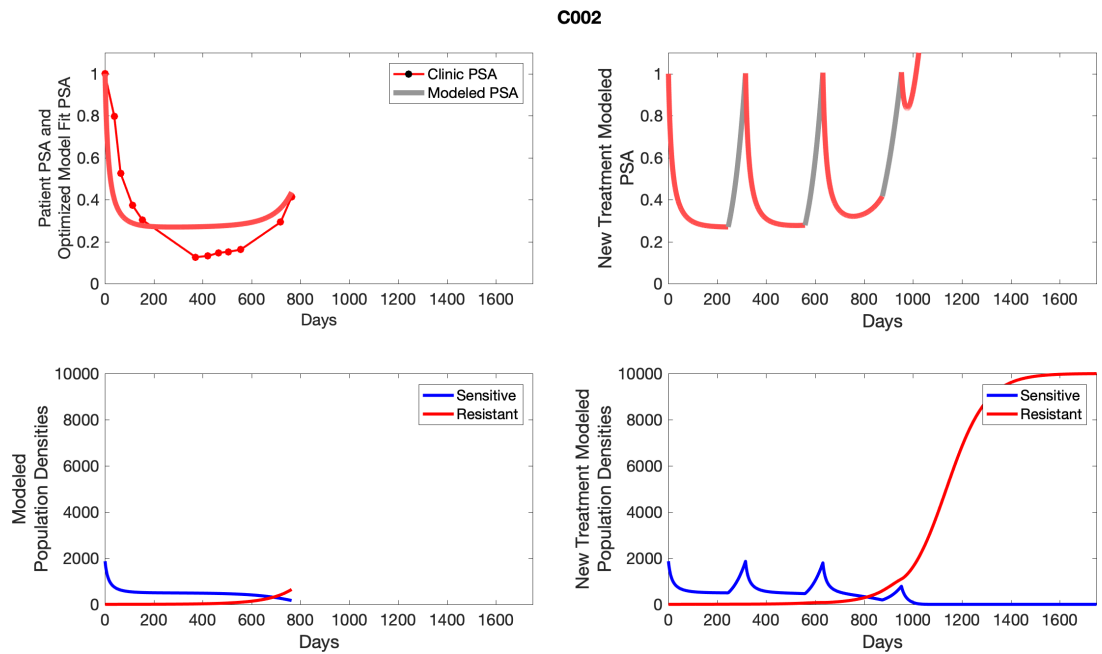 C002
Patient PSA and
Optimized Model Fit PSA
1
0.8
0.6
0.4
0.2
0
0 200 400 600 800 1000 1200 1400 1600
Days
Clinic PSA
Modeled PSA
New Treatment Modeled
PSA
1
0.8
0.6
0.4
0.2
0
0 200 400 600 800 1000 1200 1400 1600
Days
Modeled
Population Densities
10000
8000
6000
4000
2000
0
0 200 400 600 800 1000 1200 1400 1600
Days
Sensitive
Resistant
New Treatment Modeled
Population Densities
10000
8000
6000
4000
2000
0
0 200 400 600 800 1000 1200 1400 1600
Days
Sensitive
Resistant